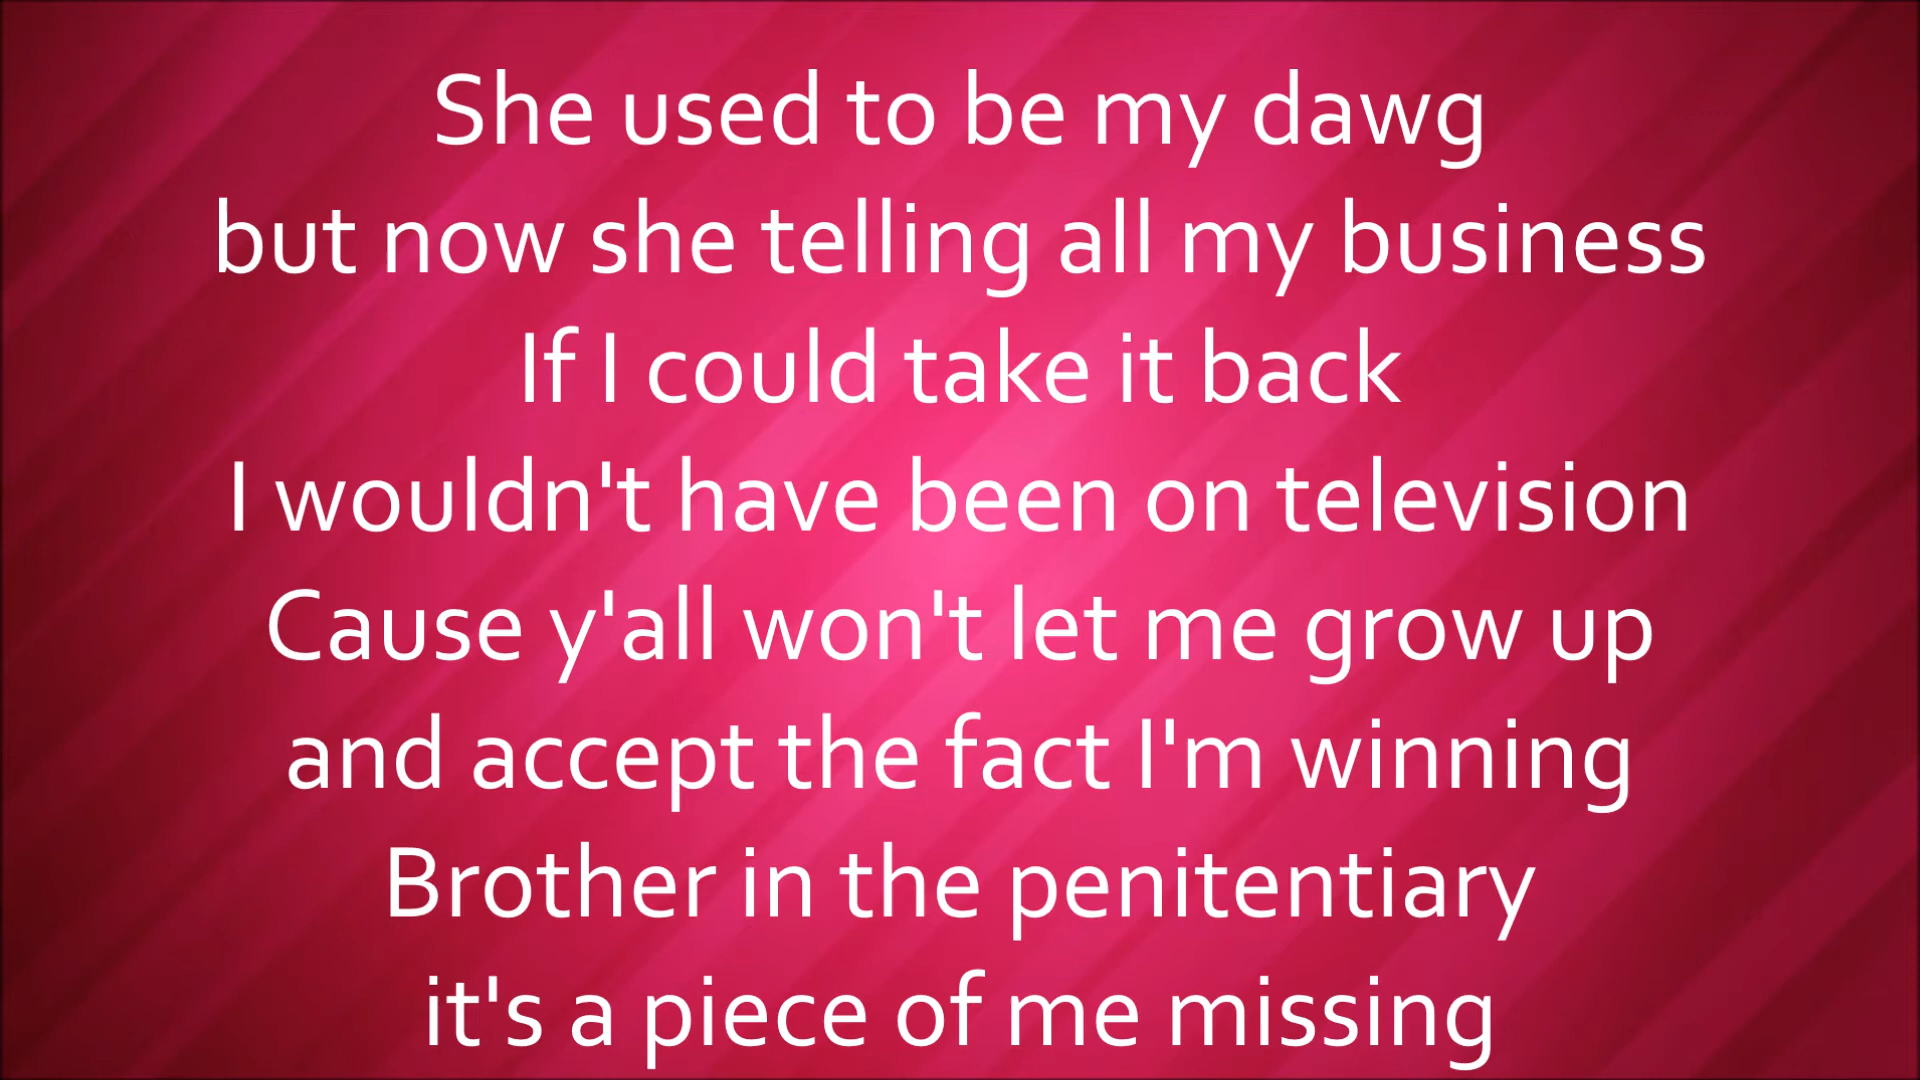 She used to be my dawg
but now she telling all my business
If I could take it back
I wouldn't have been on television
Cause y'all won't let me grow up
and accept the fact I'm winning
Brother in the penitentiary
it's a piece of me missing